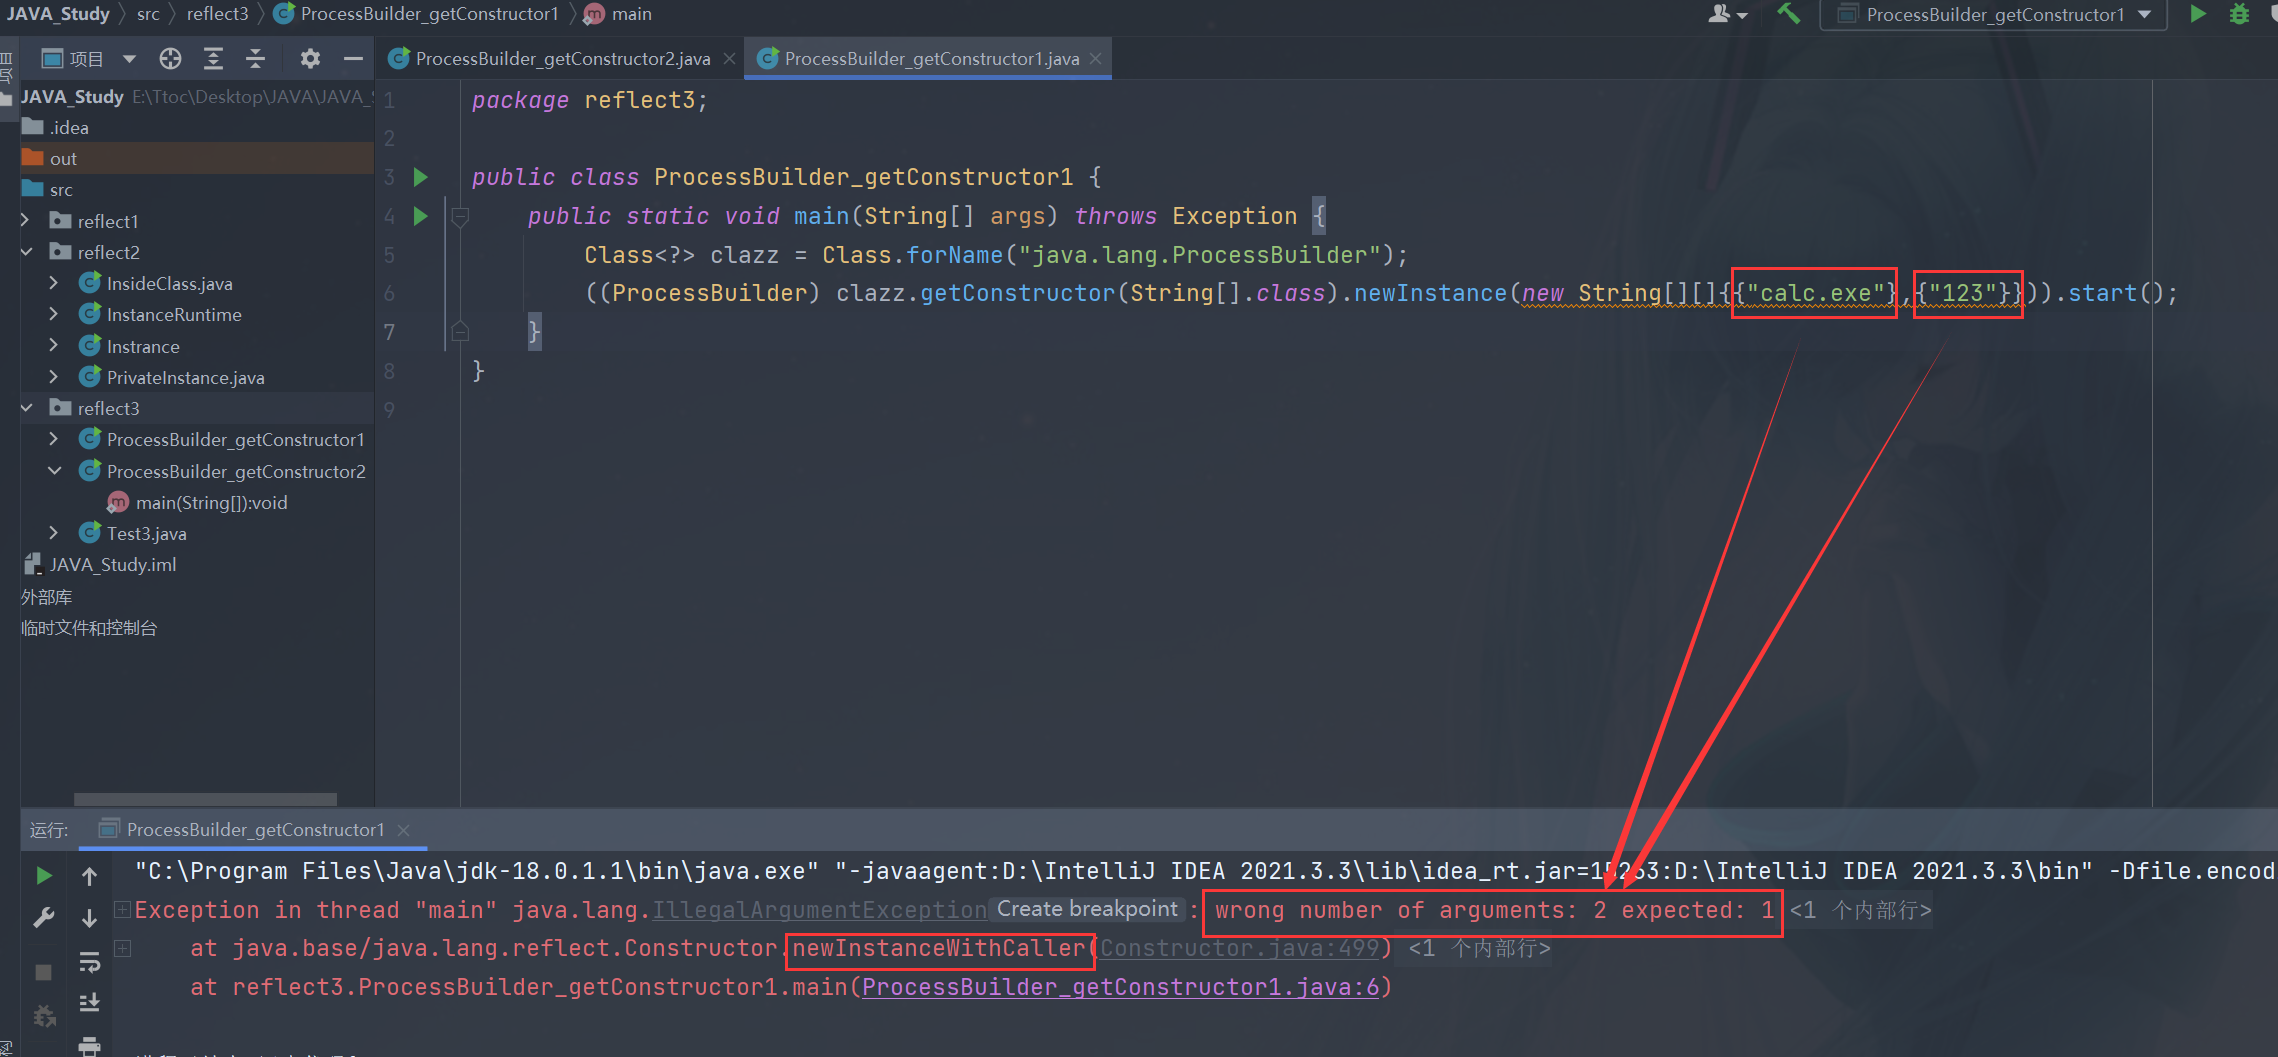 JAVA_Study src reflect3 ProcessBuilder_getConstructor1 main
ProcessBuilder_getConstructor1
项目
ProcessBuilder_getConstructor2.java ProcessBuilder_getConstructor1.java
JAVA_Study E:\Ttoc\Desktop\JAVA\JAVA_
.idea
out
src
reflect1
reflect2
InsideClass.java
InstanceRuntime
Instrance
PrivateInstance.java
reflect3
ProcessBuilder_getConstructor1
ProcessBuilder_getConstructor2
main(String[]):void
Test3.java
JAVA_Study.iml
外部库
临时文件和控制台
1 package reflect3;
2
3 public class ProcessBuilder_getConstructor1 {
4 public static void main(String[] args) throws Exception {
5 Class<?> clazz = Class.forName("java.lang.ProcessBuilder");
6 ((ProcessBuilder) clazz.getConstructor(String[].class).newInstance(new String[][]{{"calc.exe"},{"123"}})).start();
7 }
8 }
9
运行: ProcessBuilder_getConstructor1
"C:\Program Files\Java\jdk-18.0.1.1\bin\java.exe" "-javaagent:D:\IntelliJ IDEA 2021.3.3\lib\idea_rt.jar=15263:D:\IntelliJ IDEA 2021.3.3\bin" -Dfile.encod
Exception in thread "main" java.lang.IllegalArgumentException Create breakpoint : wrong number of arguments: 2 expected: 1 <1 个内部行>
at java.base/java.lang.reflect.Constructor.newInstanceWithCaller(Constructor.java:499) <1 个内部行>
at reflect3.ProcessBuilder_getConstructor1.main(ProcessBuilder_getConstructor1.java:6)